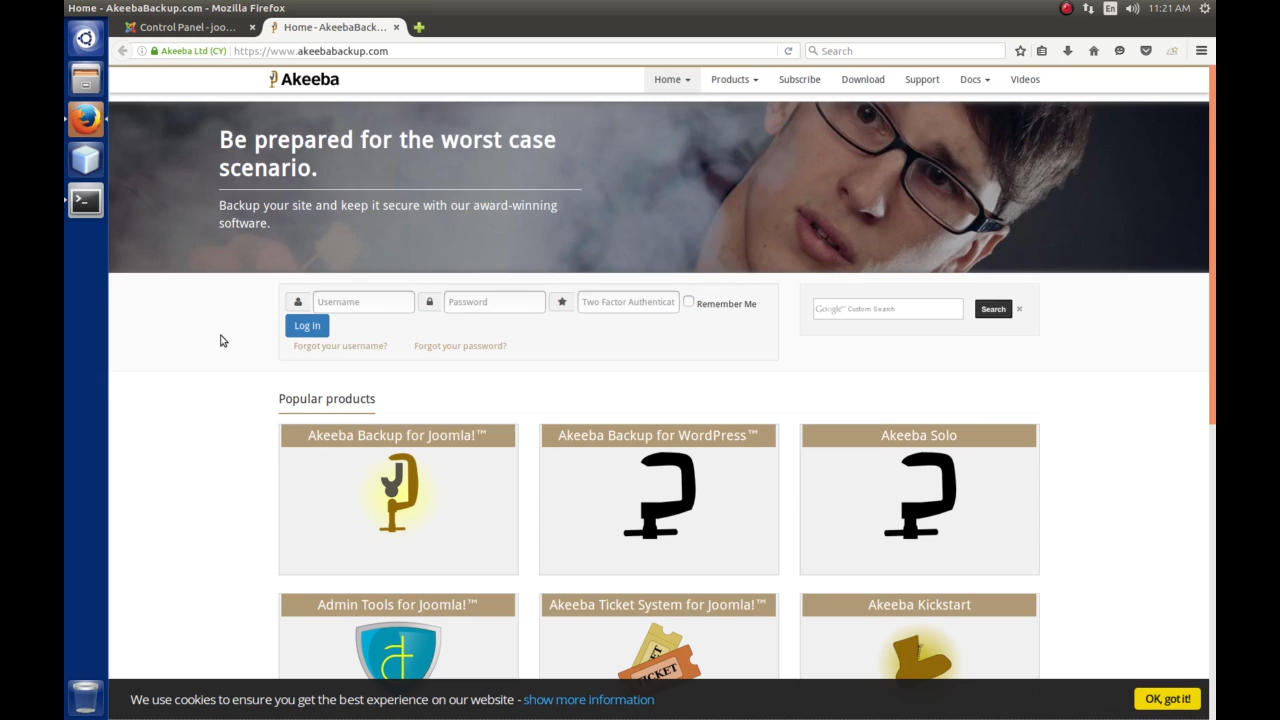 Home - AkeebaBackup.com - Mozilla Firefox
En
11:21 AM
Control Panel - joo...
Home - AkeebaBack...
Akeeba Ltd (CY)
https://www.akeebabackup.com
Search
Akeeba
Home
Products
Subscribe
Download
Support
Docs
Videos
Be prepared for the worst case
scenario.
Backup your site and keep it secure with our award-winning
software.
Username
Password
Two Factor Authenticat
Remember Me
Log in
Forgot your username?
Forgot your password?
Google™ Custom Search
Search
Popular products
Akeeba Backup for Joomla!™
Akeeba Backup for WordPress™
Akeeba Solo
Admin Tools for Joomla!™
Akeeba Ticket System for Joomla!™
Akeeba Kickstart
TICKET
We use cookies to ensure you get the best experience on our website - show more information
OK, got it!